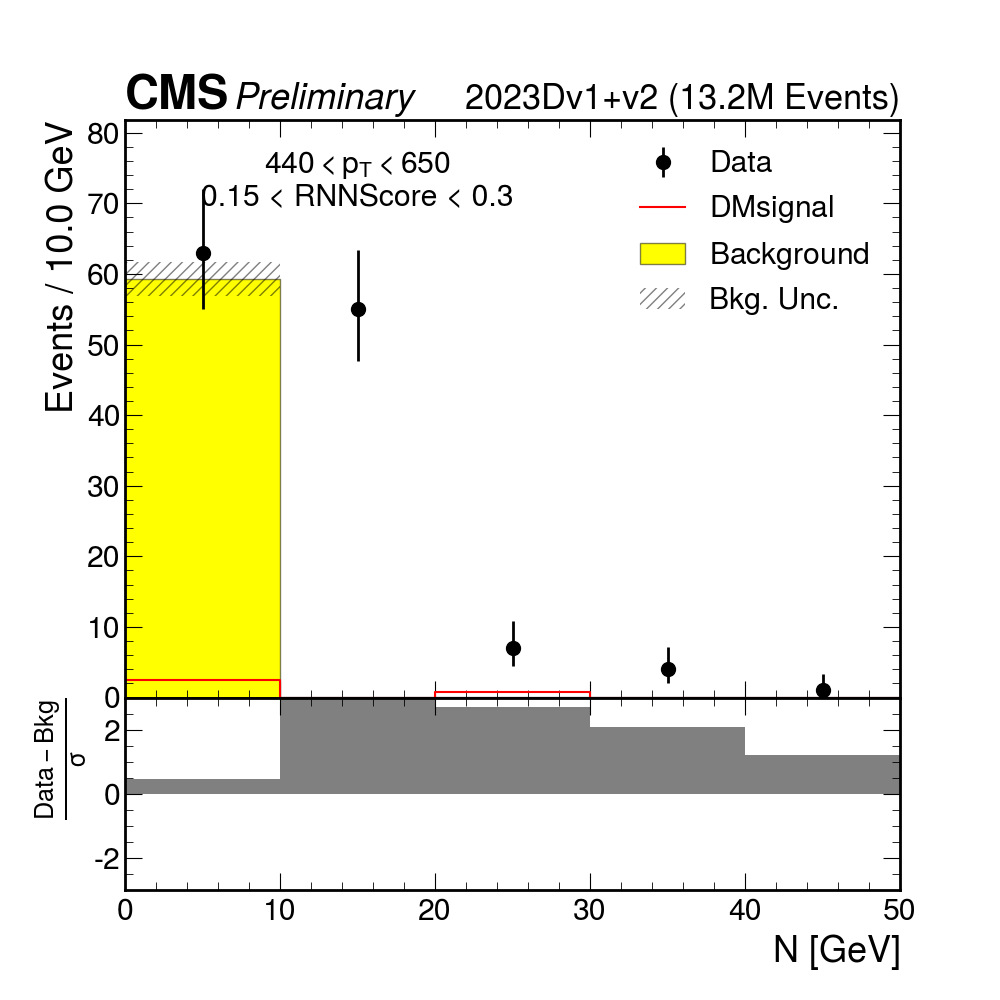 CMS Preliminary 2023Dv1+v2 (13.2M Events)
Events / 10.0 GeV
440 < pT < 650
0.15 < RNNScore < 0.3
Data
DMsignal
Background
Bkg. Unc.
80
70
60
50
40
30
20
10
0
Data – Bkg
σ
2
0
-2
0 10 20 30 40 50
N [GeV]